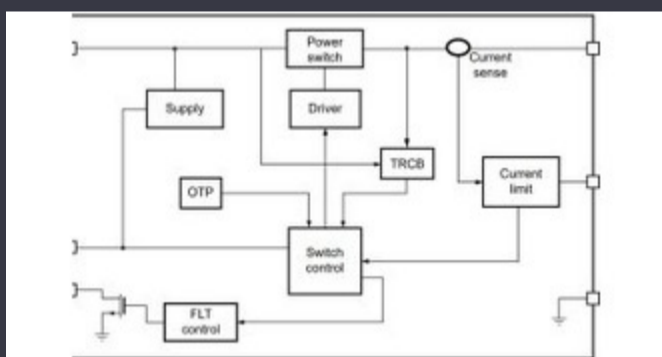 Power
switch
Current
sense
Supply
Driver
TRCB
OTP
Current
limit
Switch
control
FLT
control